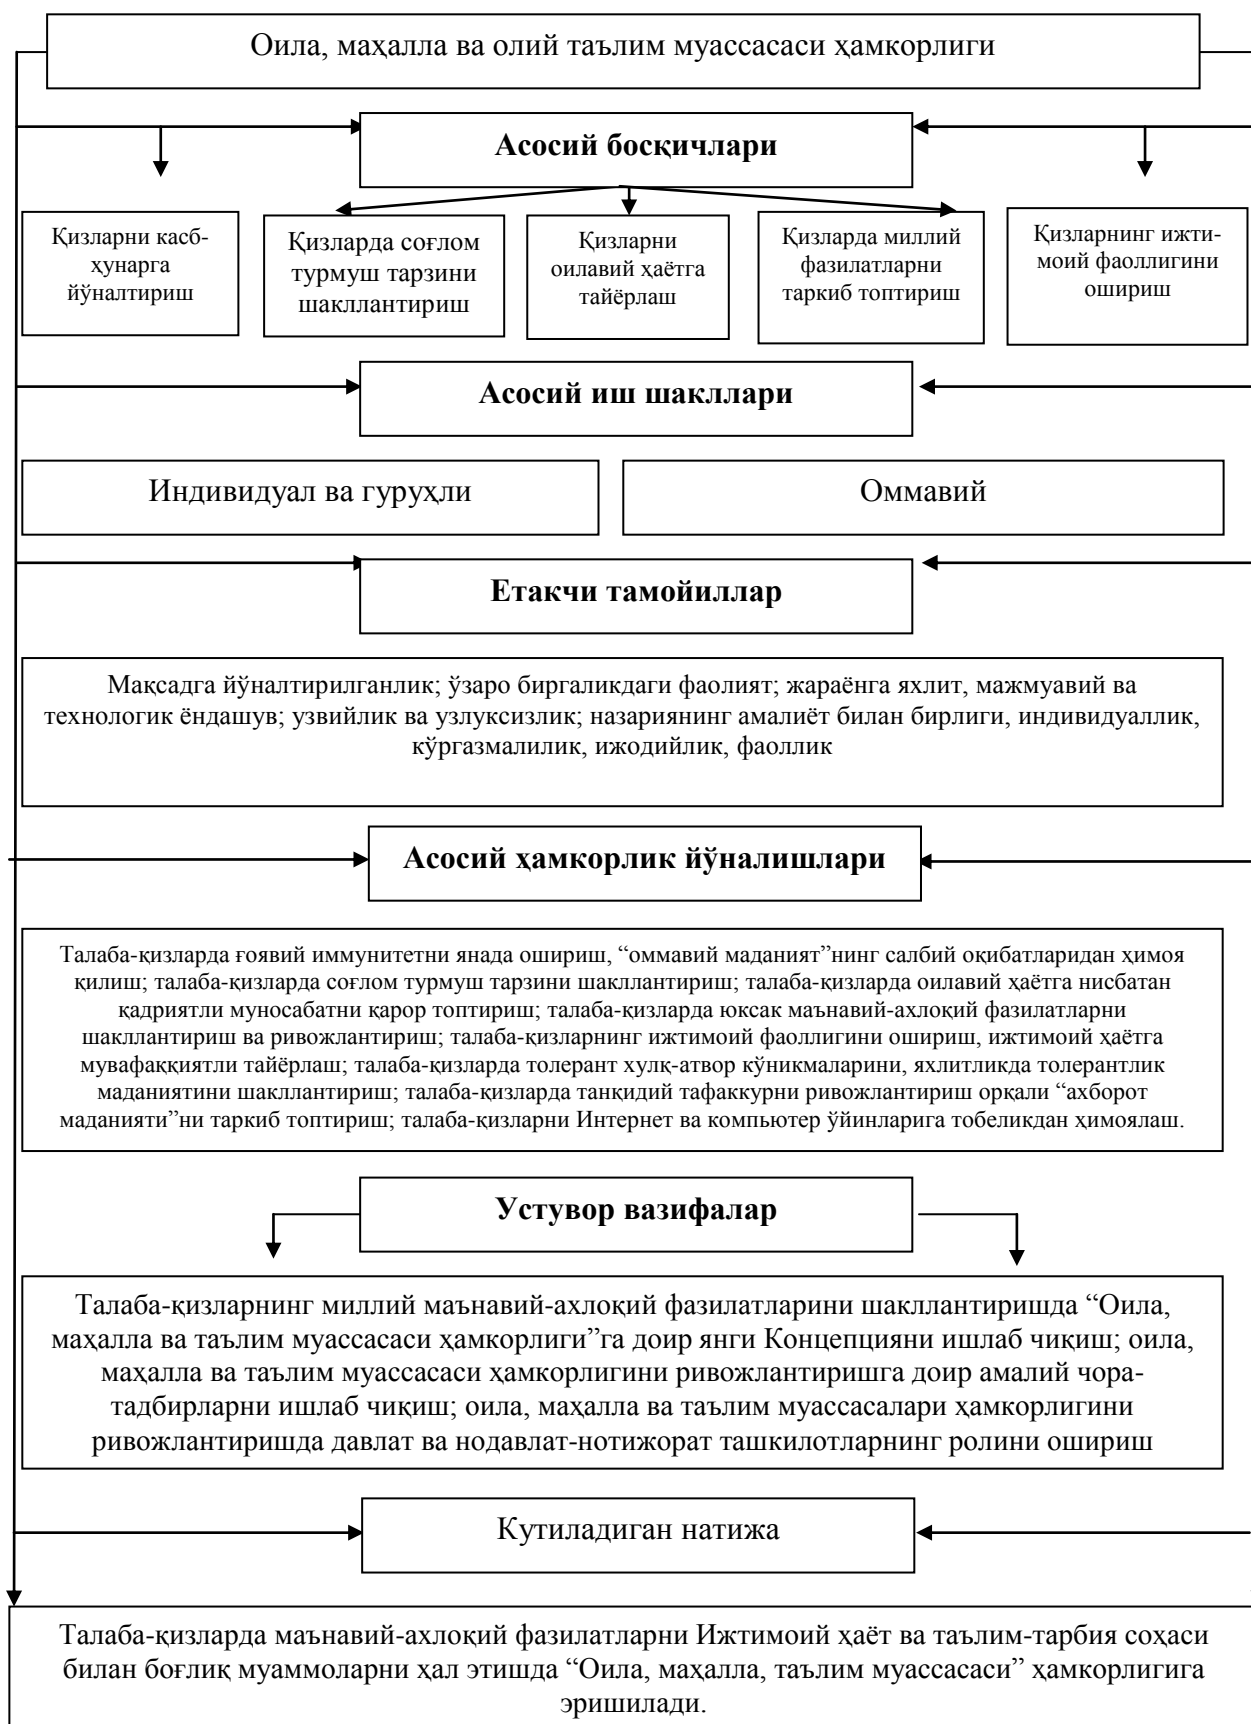 Оила, маҳалла ва олий таълим муассасаси ҳамкорлиги
Асосий босқичлари
Қизларни касб-
ҳунарга
йўналтириш
Қизларда соғлом
турмуш тарзини
шакллантириш
Қизларни
оилавий ҳаётга
тайёрлаш
Қизларда миллий
фазилатларни
таркиб топтириш
Қизларнинг ижти-
моий фаоллигини
ошириш
Асосий иш шакллари
Индивидуал ва гуруҳли
Оммавий
Етакчи тамойиллар
Мақсадга йўналтирилганлик; ўзаро биргаликдаги фаолият; жараёнга яхлит, мажмуавий ва
технологик ёндашув; узвийлик ва узлуксизлик; назариянинг амалиёт билан бирлиги, индивидуаллик,
кўргазмалилик, ижодийлик, фаоллик
Асосий ҳамкорлик йўналишлари
Талаба-қизларда ғоявий иммунитетни янада ошириш, “оммавий маданият”нинг салбий оқибатларидан ҳимоя
қилиш; талаба-қизларда соғлом турмуш тарзини шакллантириш; талаба-қизларда оилавий ҳаётга нисбатан
қадриятли муносабатни қарор топтириш; талаба-қизларда юксак маънавий-ахлоқий фазилатларни
шакллантириш ва ривожлантириш; талаба-қизларнинг ижтимоий фаоллигини ошириш, ижтимоий ҳаётга
мувафаққиятли тайёрлаш; талаба-қизларда толерант хулқ-атвор кўникмаларини, яхлитликда толерантлик
маданиятини шакллантириш; талаба-қизларда танқидий тафаккурни ривожлантириш орқали “ахборот
маданияти”ни таркиб топтириш; талаба-қизларни Интернет ва компьютер ўйинларига тобеликдан ҳимоялаш.
Устувор вазифалар
Талаба-қизларнинг миллий маънавий-ахлоқий фазилатларини шакллантиришда “Оила,
маҳалла ва таълим муассасаси ҳамкорлиги”га доир янги Концепцияни ишлаб чиқиш; оила,
маҳалла ва таълим муассасаси ҳамкорлигини ривожлантиришга доир амалий чора-
тадбирларни ишлаб чиқиш; оила, маҳалла ва таълим муассасалари ҳамкорлигини
ривожлантиришда давлат ва нодавлат-нотижорат ташкилотларнинг ролини ошириш
Кутиладиган натижа
Талаба-қизларда маънавий-ахлоқий фазилатларни Ижтимоий ҳаёт ва таълим-тарбия соҳаси
билан боғлиқ муаммоларни ҳал этишда “Оила, маҳалла, таълим муассасаси” ҳамкорлигига
эришилади.